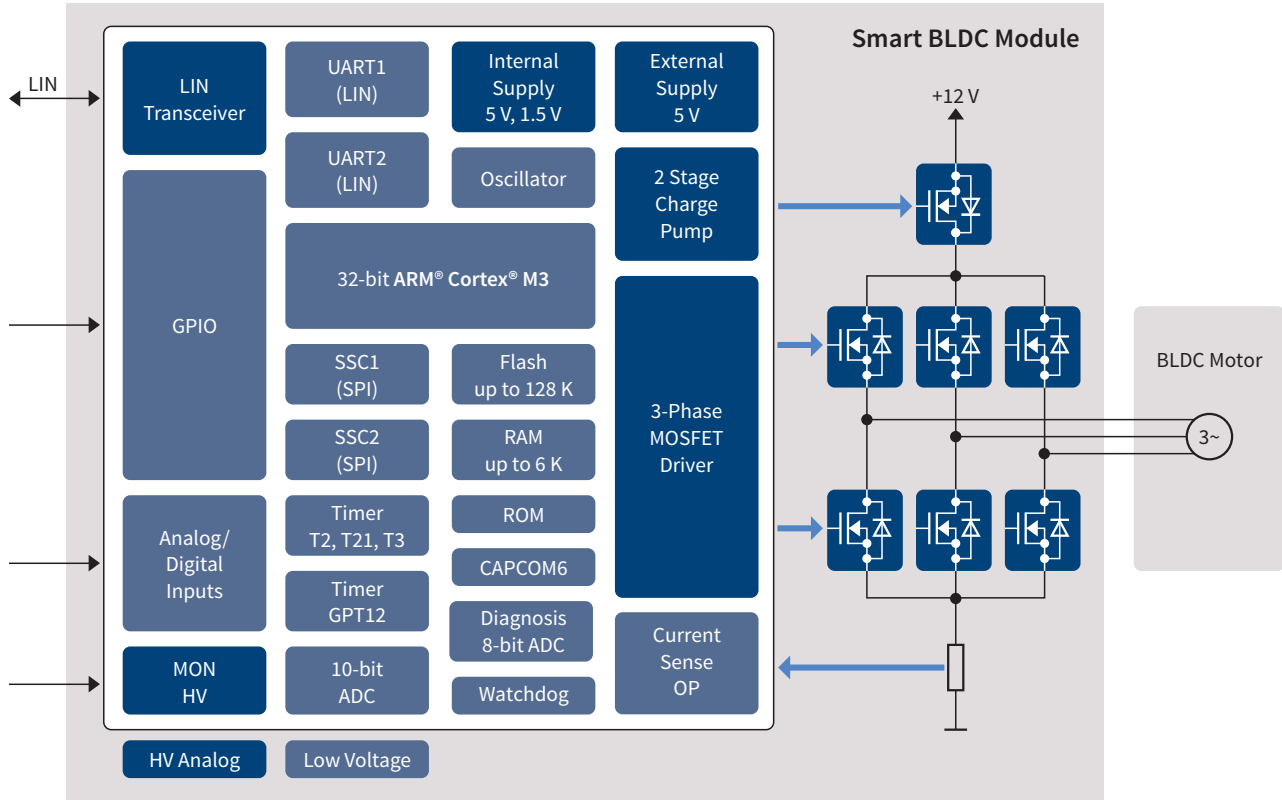 Smart BLDC Module
LIN
LIN
Transceiver
UART1
(LIN)
Internal
Supply
5 V, 1.5 V
External
Supply
5 V
+12 V
UART2
(LIN)
Oscillator
2 Stage
Charge
Pump
GPIO
32-bit ARM® Cortex® M3
SSC1
(SPI)
Flash
up to 128 K
3-Phase
MOSFET
Driver
BLDC Motor
3~
SSC2
(SPI)
RAM
up to 6 K
Analog/
Digital
Inputs
Timer
T2, T21, T3
ROM
CAPCOM6
Timer
GPT12
Diagnosis
8-bit ADC
Current
Sense
OP
MON
HV
10-bit
ADC
Watchdog
HV Analog
Low Voltage